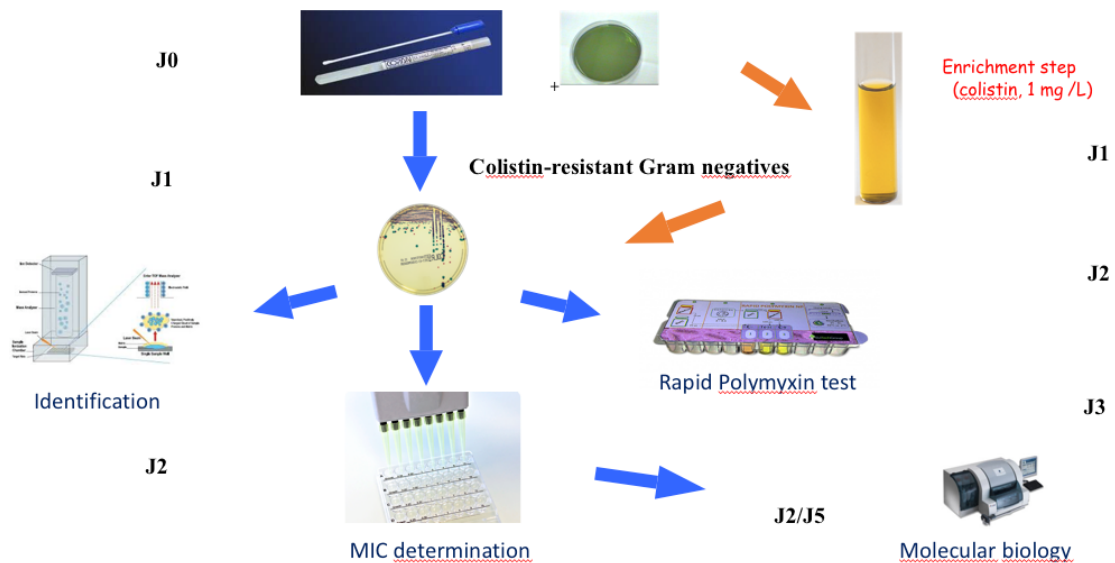 J0
+
Enrichment step
(colistin, 1 mg /L)
J1
Colistin-resistant Gram negatives
J1
J2
Rapid Polymyxin test
Identification
J3
J2
J2/J5
MIC determination
Molecular biology